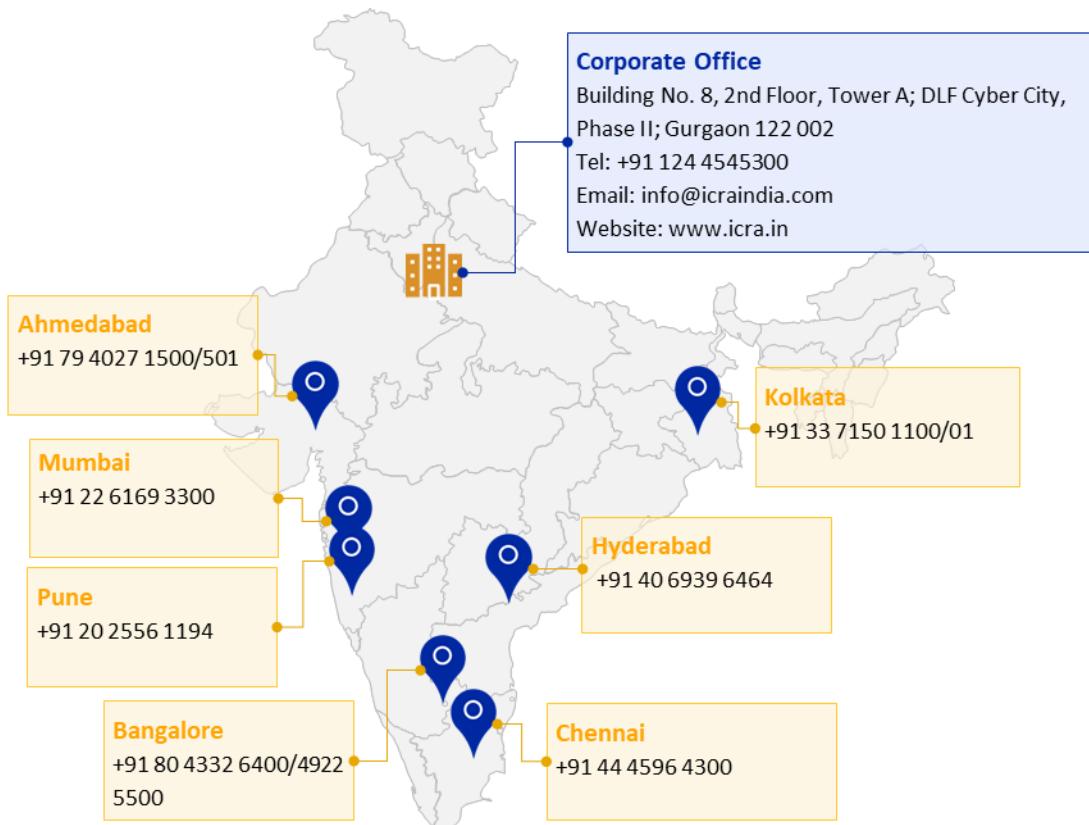 Corporate Office
Building No. 8, 2nd Floor, Tower A; DLF Cyber City,
Phase II; Gurgaon 122 002
Tel: +91 124 4545300
Email: info@icraindia.com
Website: www.icra.in
Ahmedabad
+91 79 4027 1500/501
Kolkata
+91 33 7150 1100/01
Mumbai
+91 22 6169 3300
Hyderabad
+91 40 6939 6464
Pune
+91 20 2556 1194
Bangalore
+91 80 4332 6400/4922
5500
Chennai
+91 44 4596 4300